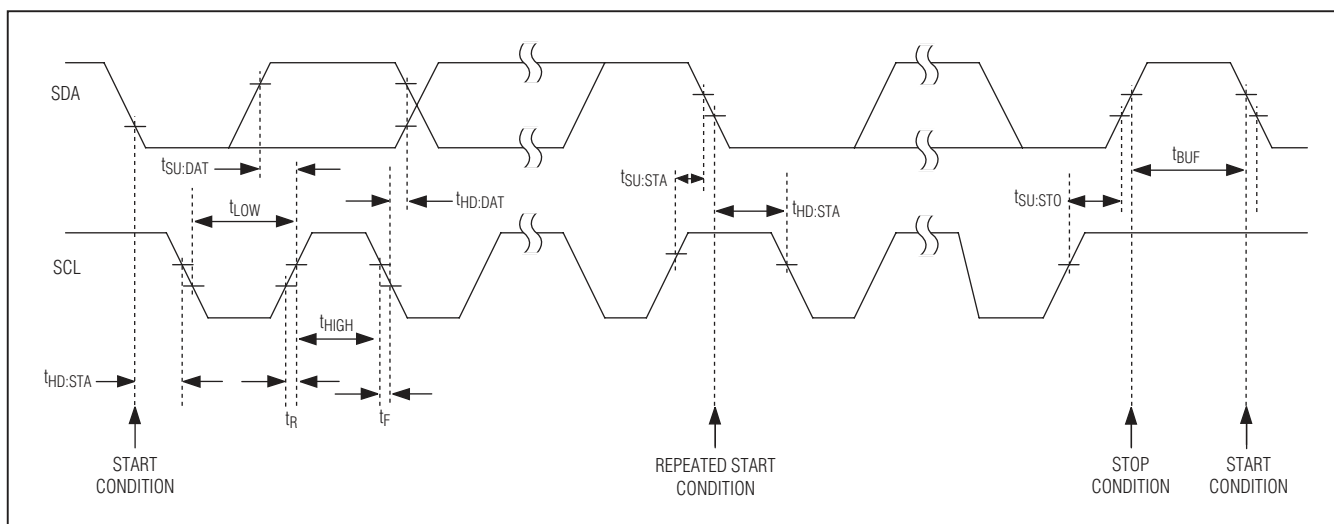 SDA
tSU:DAT
tLOW
tHD:DAT
tSU:STA
tHD:STA
tSU:STO
tBUF
SCL
tHIGH
tHD:STA
tR
tF
START
CONDITION
REPEATED START
CONDITION
STOP
CONDITION
START
CONDITION